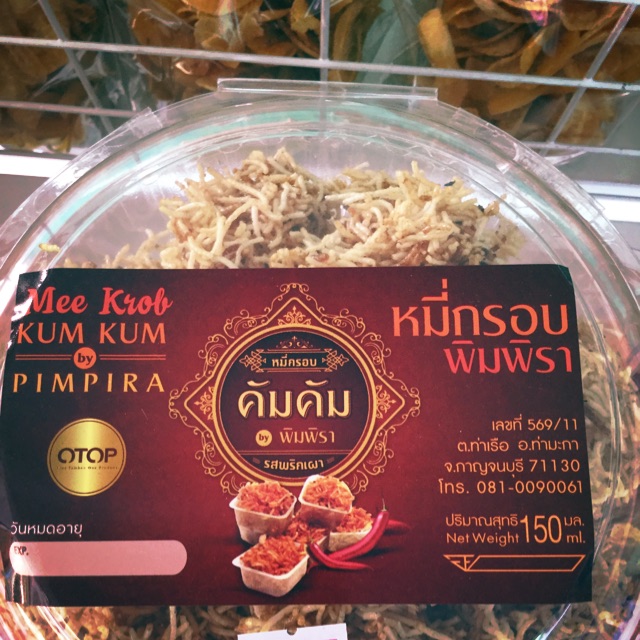 Mee Krob
KUM KUM
by
PIMPIRA
OTOP
วันหมดอายุ
EXP.
หมี่กรอบ
คัมคัม
by พิมพิรา
รสพริกเผา
หมี่กรอบ
พิมพิรา
เลขที่ 569/11
ต.ท่าเรือ อ.ท่ามะกา
จ.กาญจนบุรี 71130
โทร. 081-0090061
ปริมาณสุทธิ 150 มล.
Net Weight 150 ml.